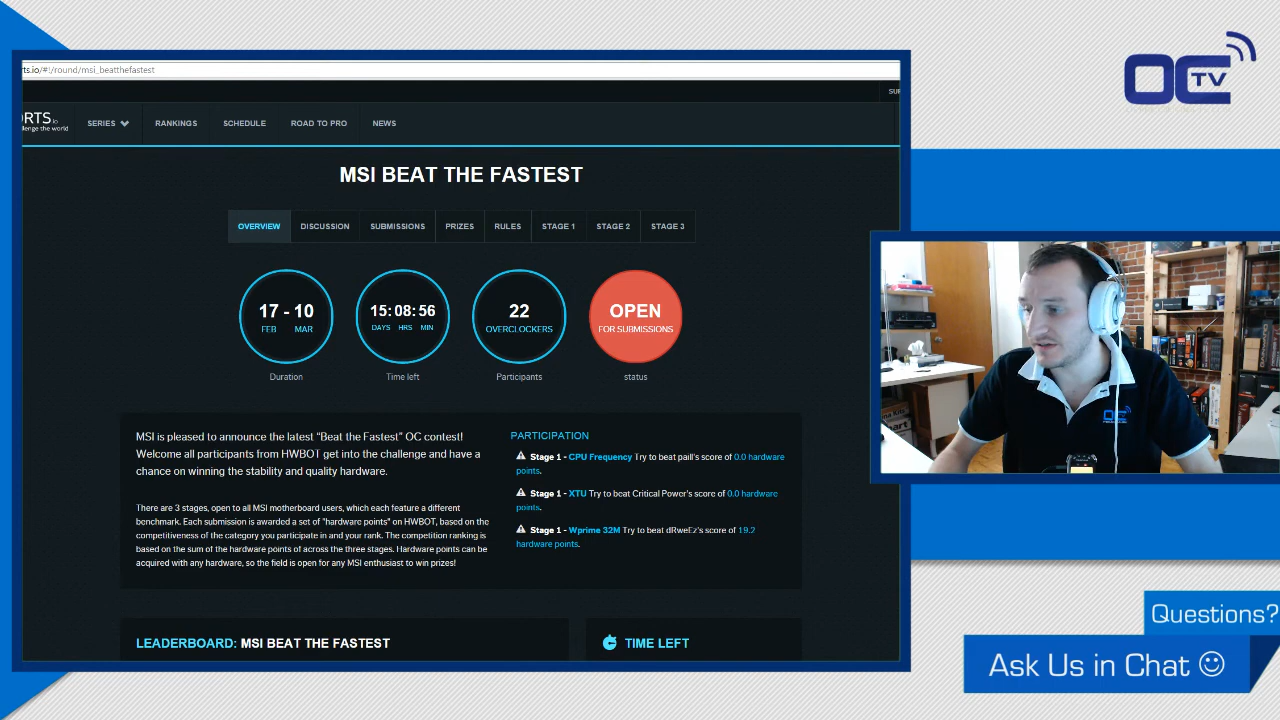 OC TV
rts.io/#!/round/msi_beatthefastest
SUP
ORTS.io
llenge the world
SERIES
RANKINGS
SCHEDULE
ROAD TO PRO
NEWS
MSI BEAT THE FASTEST
OVERVIEW
DISCUSSION
SUBMISSIONS
PRIZES
RULES
STAGE 1
STAGE 2
STAGE 3
17 - 10
FEB MAR
Duration
15:08:56
DAYS HRS MIN
Time left
22
OVERCLOCKERS
Participants
OPEN
FOR SUBMISSIONS
status
MSI is pleased to announce the latest "Beat the Fastest" OC contest!
Welcome all participants from HWBOT get into the challenge and have a
chance on winning the stability and quality hardware.
There are 3 stages, open to all MSI motherboard users, which each feature a different
benchmark. Each submission is awarded a set of "hardware points" on HWBOT, based on the
competitiveness of the category you participate in and your rank. The competition ranking is
based on the sum of the hardware points of across the three stages. Hardware points can be
acquired with any hardware, so the field is open for any MSI enthusiast to win prizes!
PARTICIPATION
Stage 1 - CPU Frequency Try to beat paill's score of 0.0 hardware
points.
Stage 1 - XTU Try to beat Critical Power's score of 0.0 hardware
points.
Stage 1 - Wprime 32M Try to beat dRweEz's score of 19.2
hardware points.
LEADERBOARD: MSI BEAT THE FASTEST
TIME LEFT
OC
Questions?
Ask Us in Chat ☺